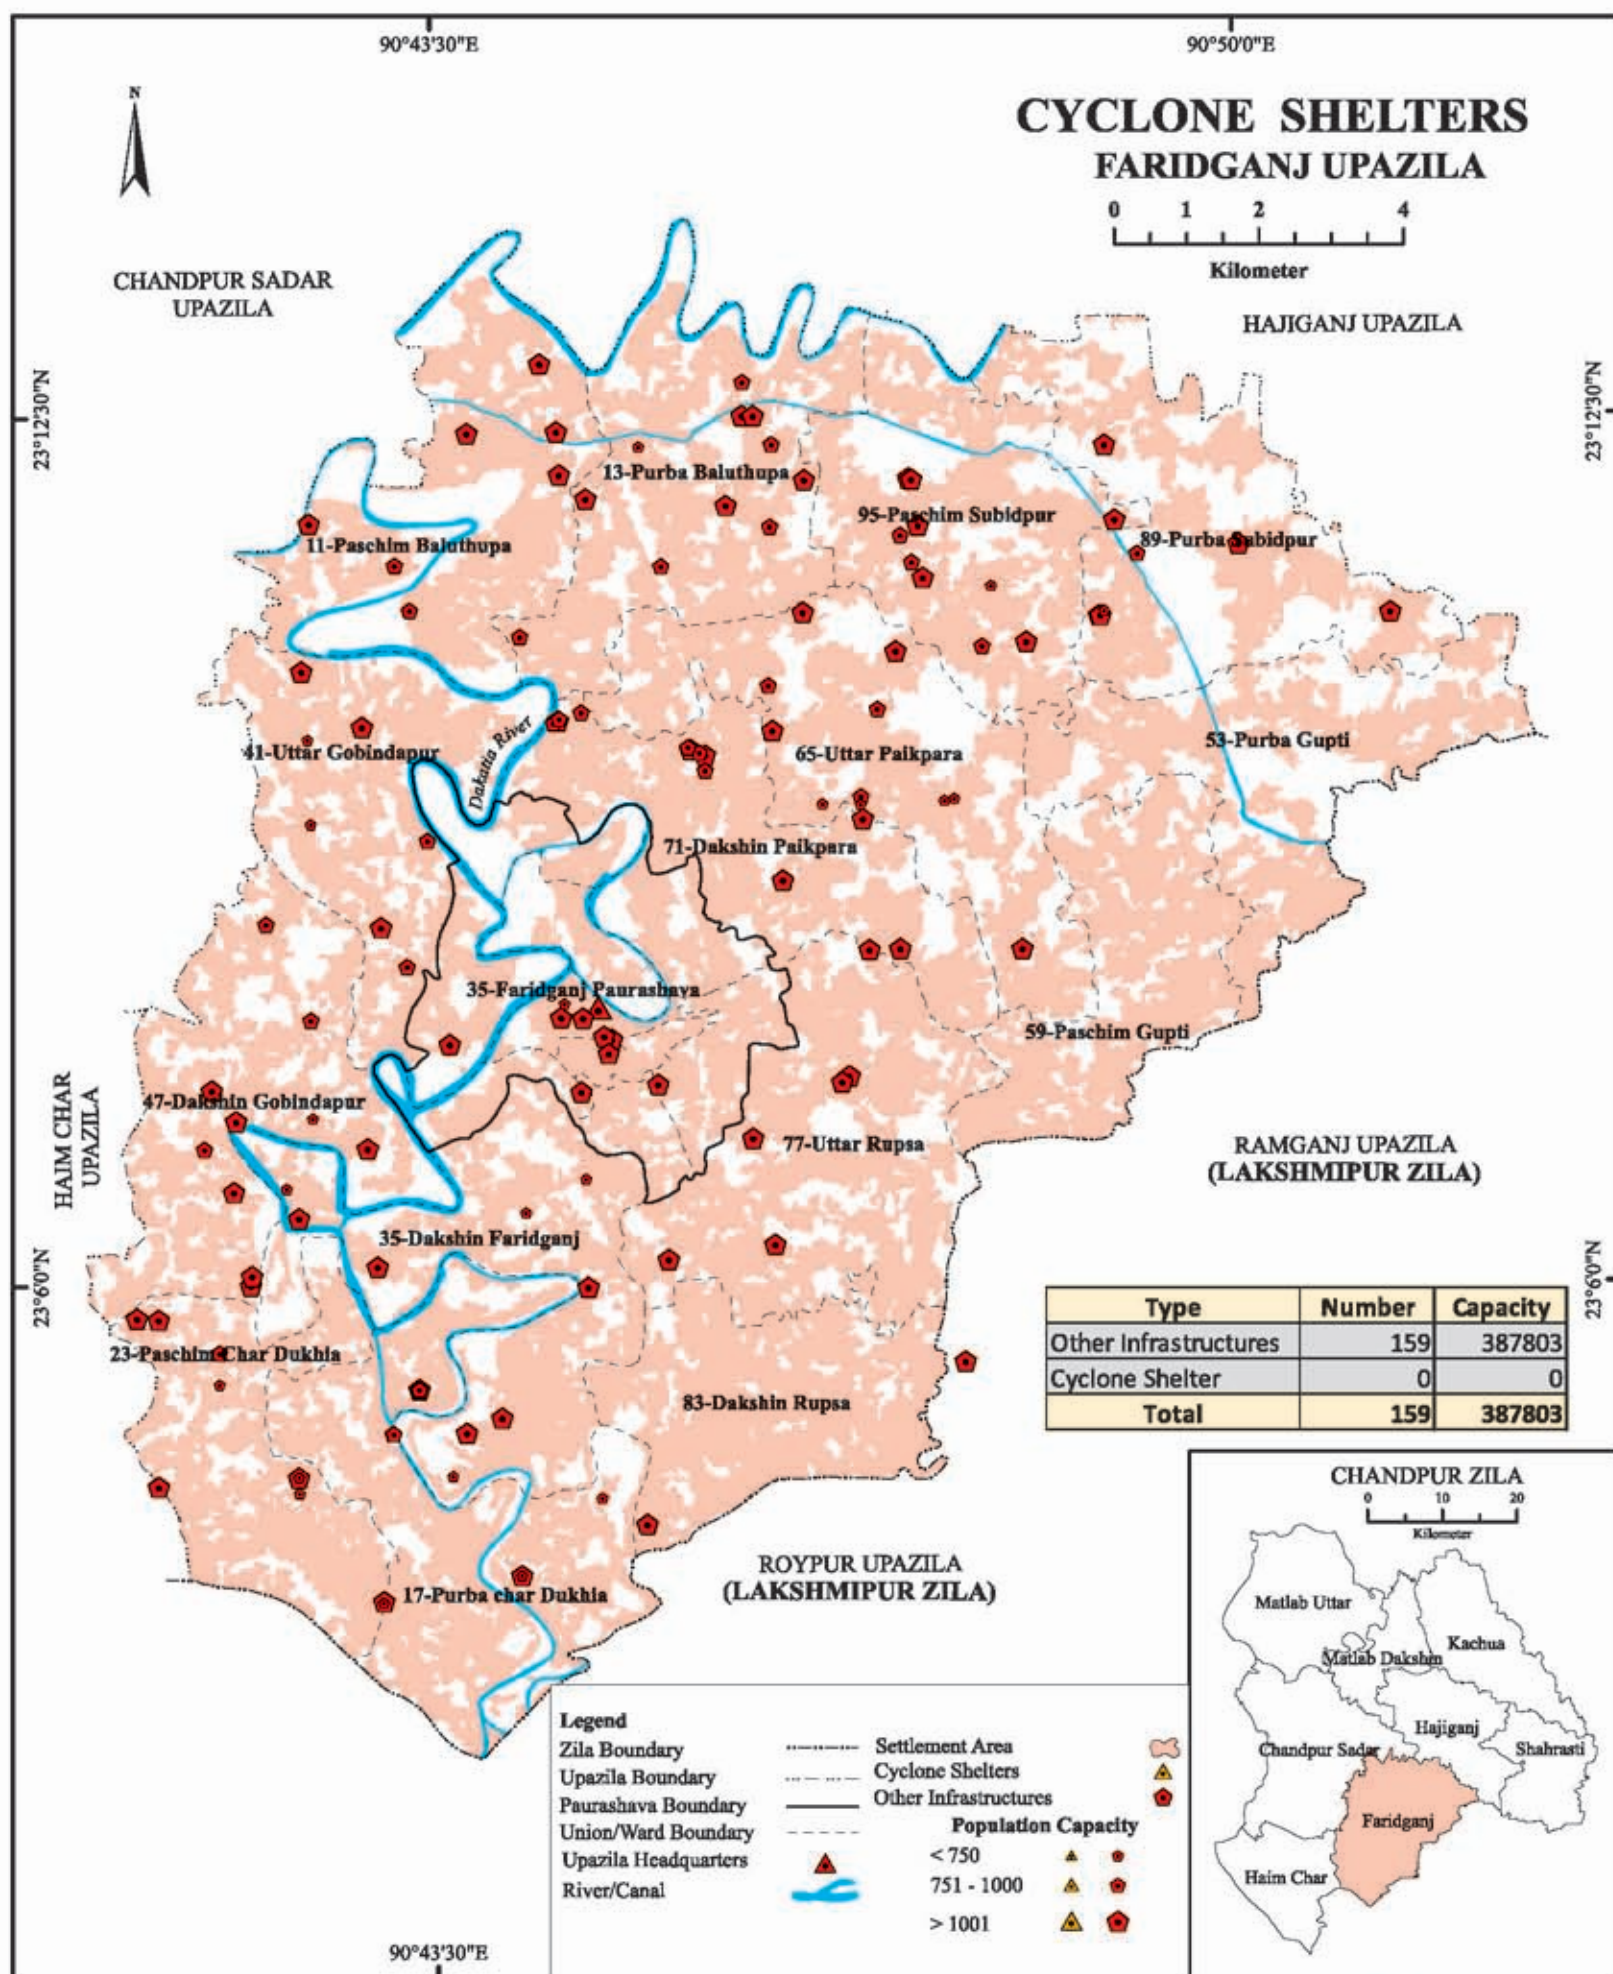 90°43'30"E
90°50'0"E
N
CYCLONE SHELTERS
FARIDGANJ UPAZILA
0 1 2 4
Kilometer
CHANDPUR SADAR
UPAZILA
HAJIGANJ UPAZILA
23°12'30"N
23°12'30"N
13-Purba Baluthupa
95-Paschim Subidpur
11-Paschim Baluthupa
89-Purba Subidpur
Dakatia River
41-Uttar Gobindapur
65-Uttar Paikpara
53-Purba Gupti
71-Dakshin Paikpara
35-Faridganj Paurashava
59-Paschim Gupti
HAIM CHAR
UPAZILA
47-Dakshin Gobindapur
77-Uttar Rupsa
RAMGANJ UPAZILA
(LAKSHMIPUR ZILA)
35-Dakshin Faridganj
23°6'0"N
23°6'0"N
23-Paschim Char Dukhia
83-Dakshin Rupsa
Type Number Capacity
Other Infrastructures 159 387803
Cyclone Shelter 0 0
Total 159 387803
ROYPUR UPAZILA
(LAKSHMIPUR ZILA)
17-Purba char Dukhia
Legend
Zila Boundary
Upazila Boundary
Paurashava Boundary
Union/Ward Boundary
Upazila Headquarters
River/Canal
Settlement Area
Cyclone Shelters
Other Infrastructures
Population Capacity
< 750
751 - 1000
> 1001
CHANDPUR ZILA
0 10 20
Kilometer
Matlab Uttar
Kachua
Matlab Dakshin
Hajiganj
Chandpur Sadar
Shahrasti
Faridganj
Haim Char
90°43'30"E